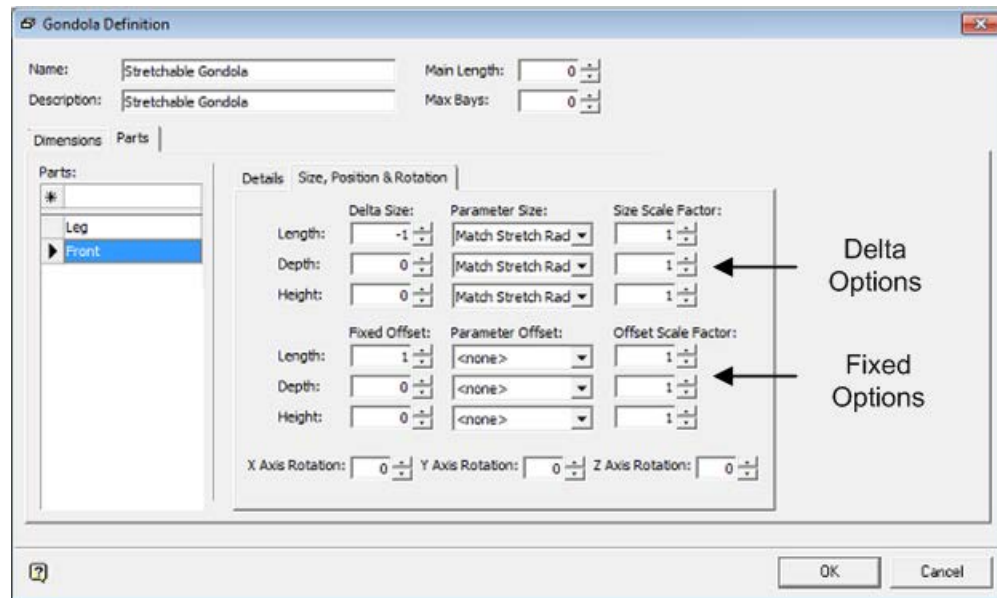 Gondola Definition
Name: Stretchable Gondola Main Length: 0
Description: Stretchable Gondola Max Bays: 0
Dimensions Parts
Parts:
Details Size, Position & Rotation
Delta Size: Parameter Size: Size Scale Factor:
Leg
Front
Length: -1 Match Stretch Rad 1
Depth: 0 Match Stretch Rad 1
Height: 0 Match Stretch Rad 1
Delta
Options
Fixed Offset: Parameter Offset: Offset Scale Factor:
Length: 1 <none> 1
Depth: 0 <none> 1
Height: 0 <none> 1
Fixed
Options
X Axis Rotation: 0 Y Axis Rotation: 0 Z Axis Rotation: 0
OK Cancel